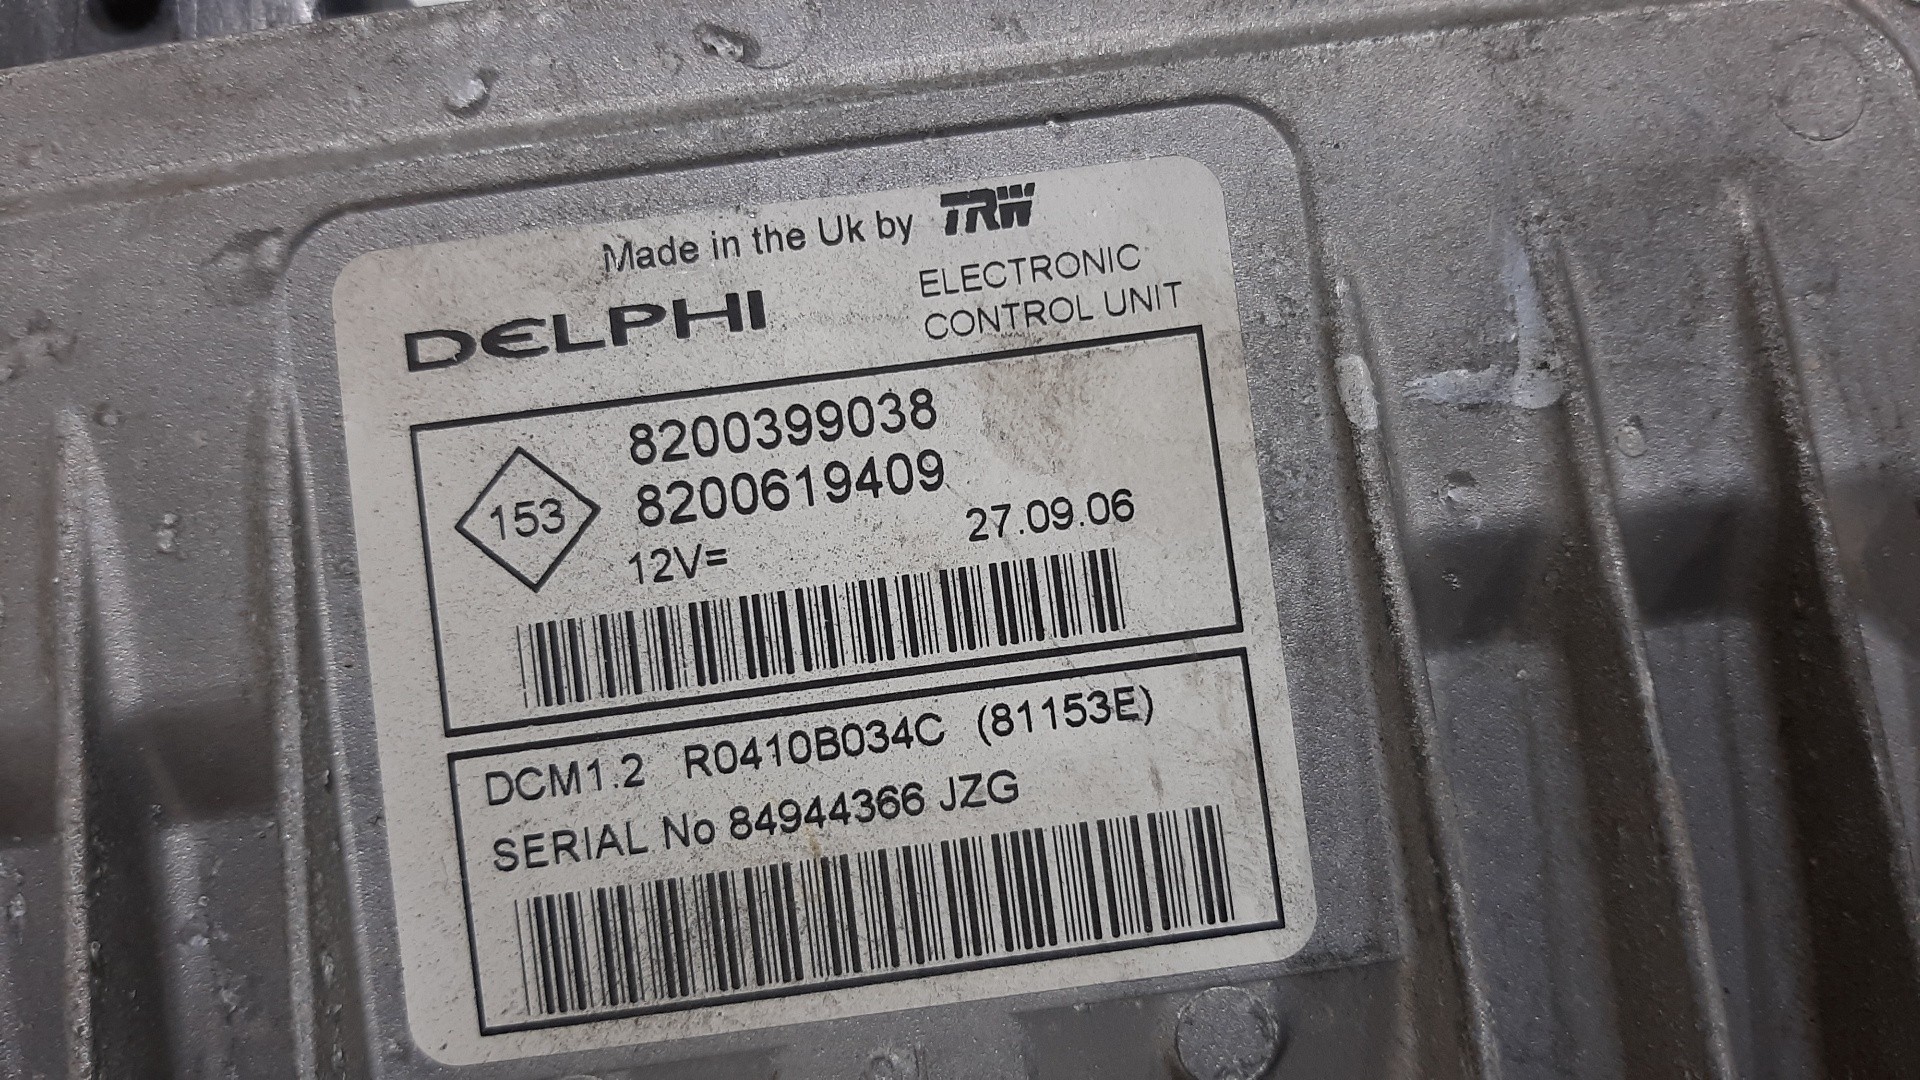 Made in the Uk by TRW
DELPHI
ELECTRONIC
CONTROL UNIT
8200399038
153
8200619409
12V=
27.09.06
DCM1.2 R0410B034C (81153E)
SERIAL No 84944366 JZG